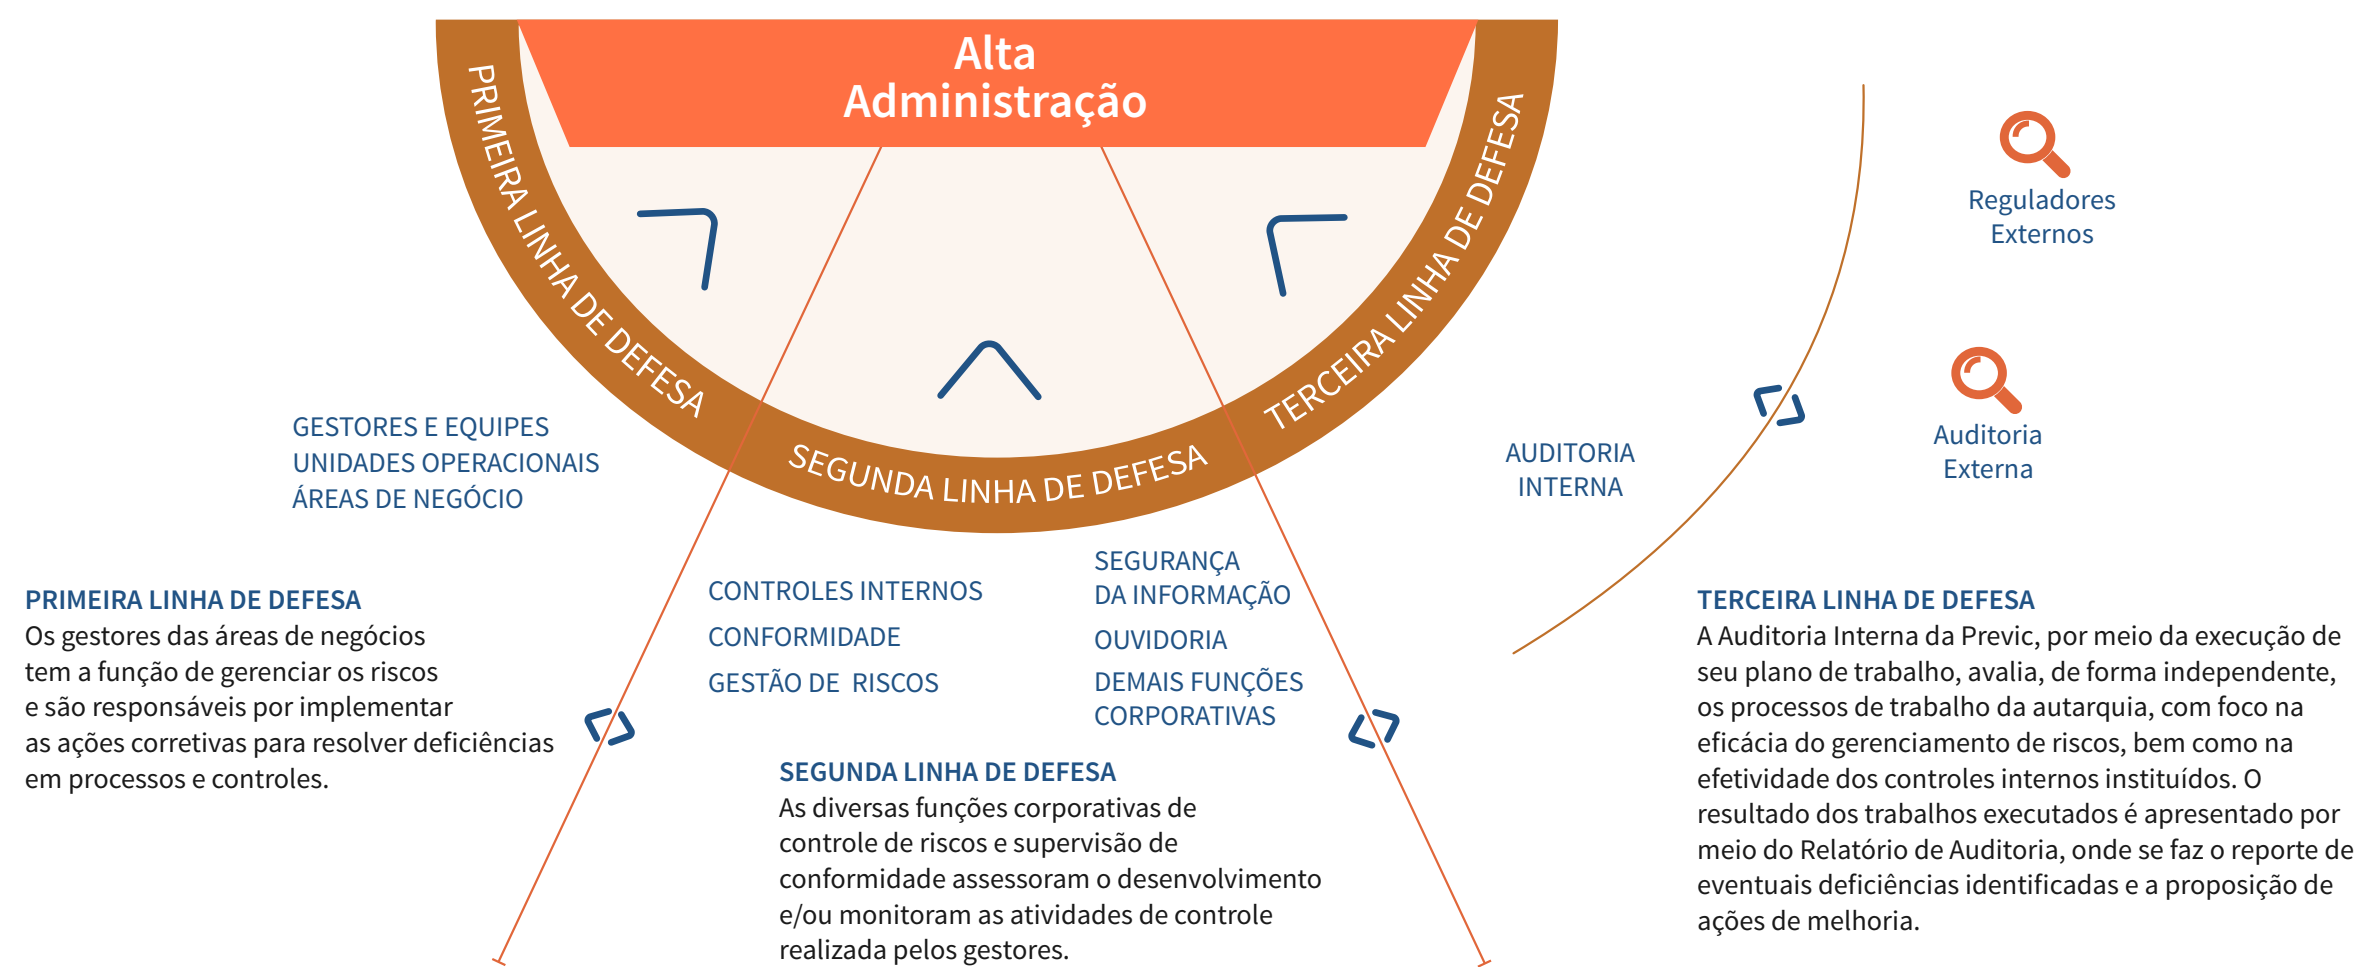 Alta
Administração
PRIMEIRA LINHA DE DEFESA
SEGUNDA LINHA DE DEFESA
TERCEIRA LINHA DE DEFESA
Reguladores
Externos
Auditoria
Externa
GESTORES E EQUIPES
UNIDADES OPERACIONAIS
ÁREAS DE NEGÓCIO
AUDITORIA
INTERNA
CONTROLES INTERNOS
CONFORMIDADE
GESTÃO DE RISCOS
SEGURANÇA
DA INFORMAÇÃO
OUVIDORIA
DEMAIS FUNÇÕES
CORPORATIVAS
PRIMEIRA LINHA DE DEFESA
Os gestores das áreas de negócios
tem a função de gerenciar os riscos
e são responsáveis por implementar
as ações corretivas para resolver deficiências
em processos e controles.
SEGUNDA LINHA DE DEFESA
As diversas funções corporativas de
controle de riscos e supervisão de
conformidade assessoram o desenvolvimento
e/ou monitoram as atividades de controle
realizada pelos gestores.
TERCEIRA LINHA DE DEFESA
A Auditoria Interna da Previc, por meio da execução de
seu plano de trabalho, avalia, de forma independente,
os processos de trabalho da autarquia, com foco na
eficácia do gerenciamento de riscos, bem como na
efetividade dos controles internos instituídos. O
resultado dos trabalhos executados é apresentado por
meio do Relatório de Auditoria, onde se faz o reporte de
eventuais deficiências identificadas e a proposição de
ações de melhoria.